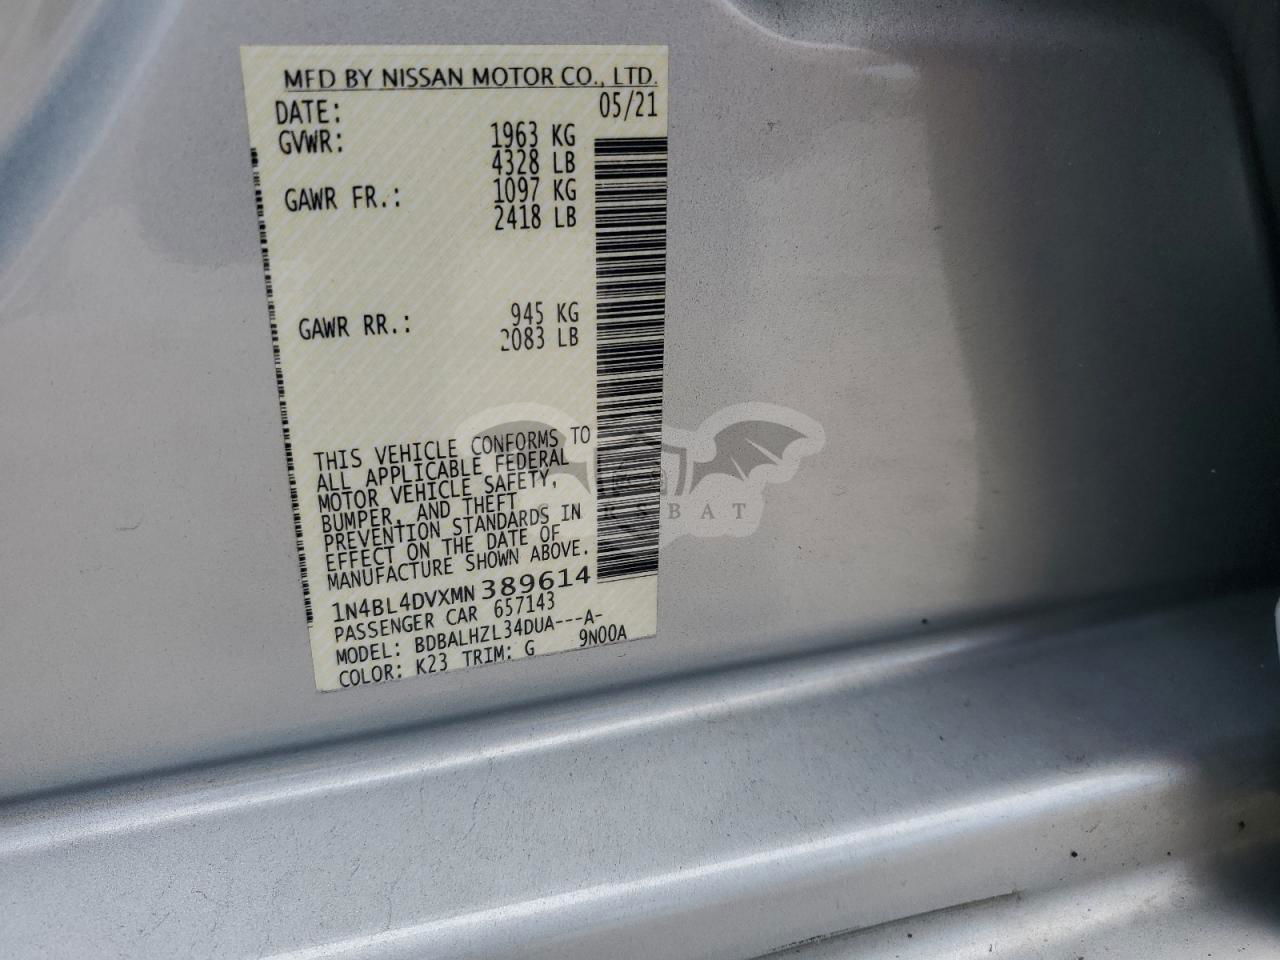 MFD BY NISSAN MOTOR CO., LTD.
DATE: 05/21
GVWR: 1963 KG
4328 LB
GAWR FR.: 1097 KG
2418 LB
GAWR RR.: 945 KG
2083 LB
THIS VEHICLE CONFORMS TO
ALL APPLICABLE FEDERAL
MOTOR VEHICLE SAFETY,
BUMPER, AND THEFT
PREVENTION STANDARDS IN
EFFECT ON THE DATE OF
MANUFACTURE SHOWN ABOVE.
1N4BL4DVXMN389614
PASSENGER CAR 657143
MODEL: BDBALHZL34DUA---A-
COLOR: K23 TRIM: G 9N00A